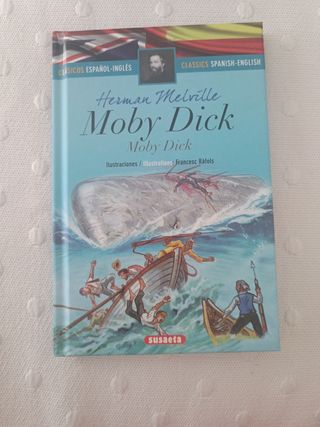 CLÁSICOS ESPAÑOL-INGLÉS
CLASSICS SPANISH-ENGLISH
Herman Melville
Moby Dick
Moby Dick
Ilustraciones / Illustrations Francesc Ràfols
susaeta